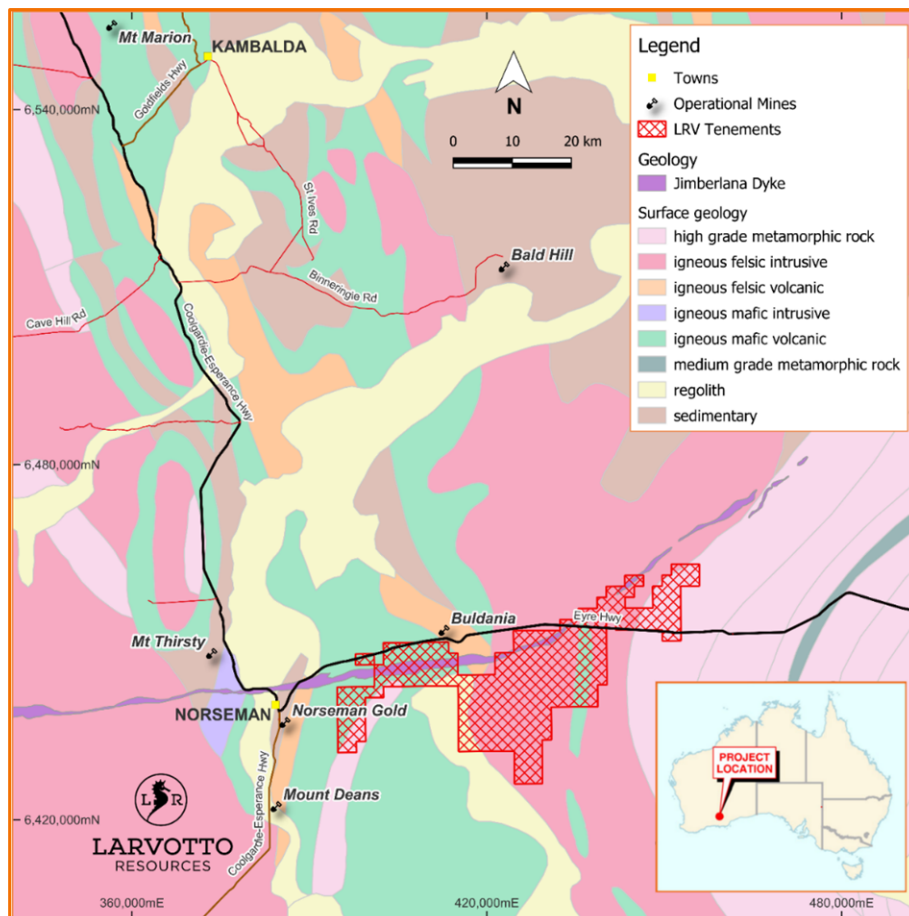 Mt Marion
KAMBALDA
Goldfields Hwy
6,540,000mN
N
0 10 20 km
St Ives Rd
Bald Hill
Binneringie Rd
Cave Hill Rd
Coolgardie-Esperance Hwy
6,480,000mN
Legend
Towns
Operational Mines
LRV Tenements
Geology
Jimberlana Dyke
Surface geology
high grade metamorphic rock
igneous felsic intrusive
igneous felsic volcanic
igneous mafic intrusive
igneous mafic volcanic
medium grade metamorphic rock
regolith
sedimentary
Buldania
Eyre Hwy
Mt Thirsty
NORSEMAN
Norseman Gold
Mount Deans
Coolgardie-Esperance Hwy
6,420,000mN
L R
LARVOTTO
RESOURCES
PROJECT
LOCATION
360,000mE
420,000mE
480,000mE